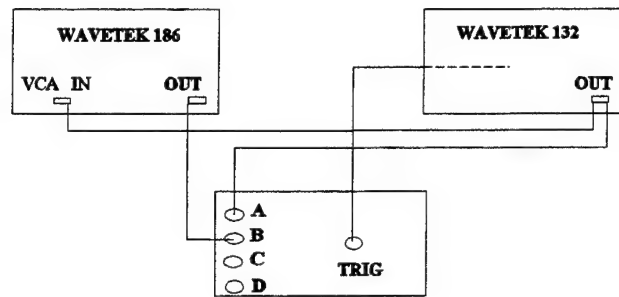 WAVETEK 186
WAVETEK 132
VCA IN
OUT
OUT
A
B
C
TRIG
D